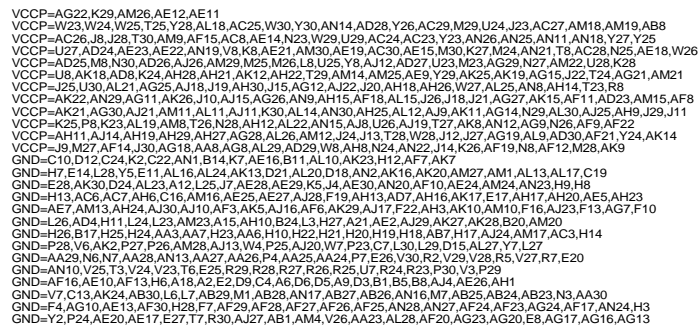 VCCP=AG22,K29,AM26,AE12,AE11
VCCP=W23,W24,W25,T25,Y28,AL18,AC25,W30,Y30,AN14,AD28,Y26,AC29,M29,U24,J23,AC27,AM18,AM19,AB8
VCCP=AC26,J8,J28,T30,AM9,AF15,AC8,AE14,N23,W29,U29,AC24,AC23,Y23,AN26,AN25,AN11,AN18,Y27,Y25
VCCP=U27,AD24,AE23,AE22,AN19,V8,K8,AE21,AM30,AE19,AC30,AE15,M30,K27,M24,AN21,T8,AC28,N25,AE18,W26
VCCP=AD25,M8,N30,AD26,AJ26,AM29,M25,M26,L8,U25,Y8,AJ12,AD27,U23,M23,AG29,N27,AM22,U28,K28
VCCP=U8,AK18,AD8,K24,AH28,AH21,AK12,AH22,T29,AM14,AM25,AE9,Y29,AK25,AK19,AG15,J22,T24,AG21,AM21
VCCP=J25,U30,AL21,AG25,AJ18,J19,AH30,J15,AG12,AJ22,J20,AH18,AH26,W27,AL25,AN8,AH14,T23,R8
VCCP=AK22,AN29,AG11,AK26,J10,AJ15,AG26,AN9,AH15,AF18,AL15,J26,J18,J21,AG27,AK15,AF11,AD23,AM15,AF8
VCCP=AK21,AG30,AJ21,AM11,AL11,AJ11,K30,AL14,AN30,AH25,AL12,AJ9,AK11,AG14,N29,AL30,AJ25,AH9,J29,J11
VCCP=K25,P8,K23,AL19,AM8,T26,N28,AH12,AL22,AN15,AJ8,U26,AJ19,T27,AK8,AN12,AG9,N26,AF9,AF22
VCCP=AH11,AJ14,AH19,AH29,AH27,AG28,AL26,AM12,J24,J13,T28,W28,J12,J27,AG19,AL9,AD30,AF21,Y24,AK14
VCCP=J9,M27,AF14,J30,AG18,AA8,AG8,AL29,AD29,W8,AH8,N24,AN22,J14,K26,AF19,N8,AF12,M28,AK9
GND=C10,D12,C24,K2,C22,AN1,B14,K7,AE16,B11,AL10,AK23,H12,AF7,AK7
GND=H7,E14,L28,Y5,E11,AL16,AL24,AK13,D21,AL20,D18,AN2,AK16,AK20,AM27,AM1,AL13,AL17,C19
GND=E28,AK30,D24,AL23,A12,L25,J7,AE28,AE29,K5,J4,AE30,AN20,AF10,AE24,AM24,AN23,H9,H8
GND=H13,AC6,AC7,AH6,C16,AM16,AE25,AE27,AJ28,F19,AH13,AD7,AH16,AK17,E17,AH17,AH20,AE5,AH23
GND=AE7,AM13,AH24,AJ30,AJ10,AF3,AK5,AJ16,AF6,AK29,AJ17,F22,AH3,AK10,AM10,F16,AJ23,F13,AG7,F10
GND=L26,AD4,H11,L24,L23,AM23,A15,AH10,B24,L3,H27,A21,AE2,AJ29,AK27,AK28,B20,AM20
GND=H26,B17,H25,H24,AA3,AA7,H23,AA6,H10,H22,H21,H20,H19,H18,AB7,H17,AJ24,AM17,AC3,H14
GND=P28,V6,AK2,P27,P26,AM28,AJ13,W4,P25,AJ20,W7,P23,C7,L30,L29,D15,AL27,Y7,L27
GND=AA29,N6,N7,AA28,AN13,AA27,AA26,P4,AA25,AA24,P7,E26,V30,R2,V29,V28,R5,V27,R7,E20
GND=AN10,V25,T3,V24,V23,T6,E25,R29,R28,R27,R26,R25,U7,R24,R23,P30,V3,P29
GND=AF16,AE10,AF13,H6,A18,A2,E2,D9,C4,A6,D6,D5,A9,D3,B1,B5,B8,AJ4,AE26,AH1
GND=V7,C13,AK24,AB30,L6,L7,AB29,M1,AB28,AN17,AB27,AB26,AN16,M7,AB25,AB24,AB23,N3,AA30
GND=F4,AG10,AE13,AF30,H28,F7,AF29,AF28,AF27,AF26,AF25,AN28,AN27,AF24,AF23,AG24,AF17,AN24,H3
GND=Y2,P24,AE20,AE17,E27,T7,R30,AJ27,AB1,AM4,V26,AA23,AL28,AF20,AG23,AG20,E8,AG17,AG16,AG13